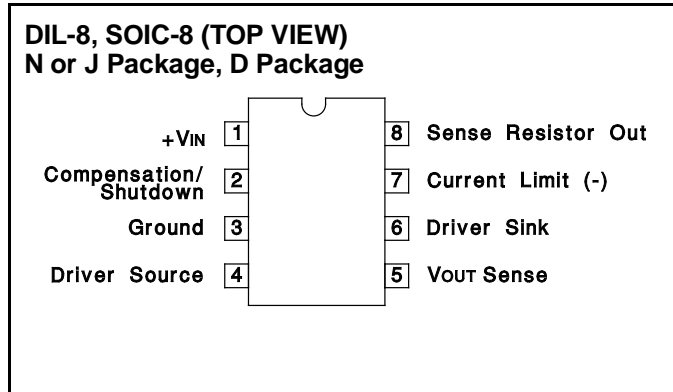 DIL-8, SOIC-8 (TOP VIEW)
N or J Package, D Package
+VIN 1
8 Sense Resistor Out
Compensation/
Shutdown 2
7 Current Limit (-)
Ground 3
6 Driver Sink
Driver Source 4
5 VOUT Sense